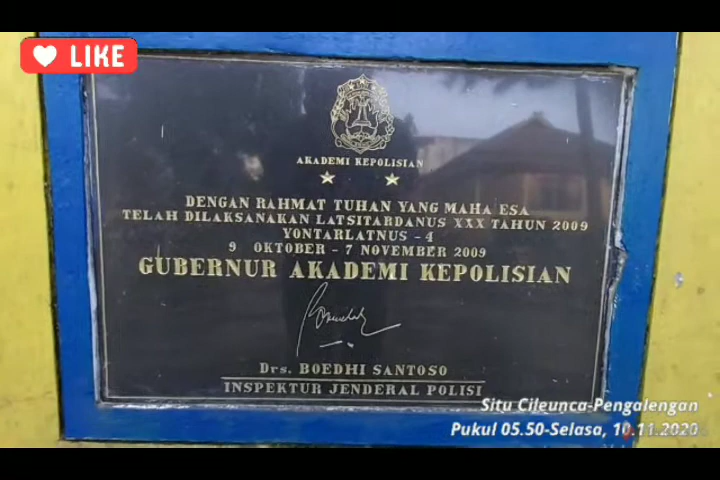 LIKE
AKADEMI KEPOLISIAN
DENGAN RAHMAT TUHAN YANG MAHA ESA
TELAH DILAKSANAKAN LATSITARDANUS XXX TAHUN 2009
YONTARLATNUS - 4
9 OKTOBER - 7 NOVEMBER 2009
GUBERNUR AKADEMI KEPOLISIAN
Drs. BOEDHI SANTOSO
INSPEKTUR JENDERAL POLISI
Situ Cileunca-Pengalengan
Pukul 05.50-Selasa, 10.11.2020